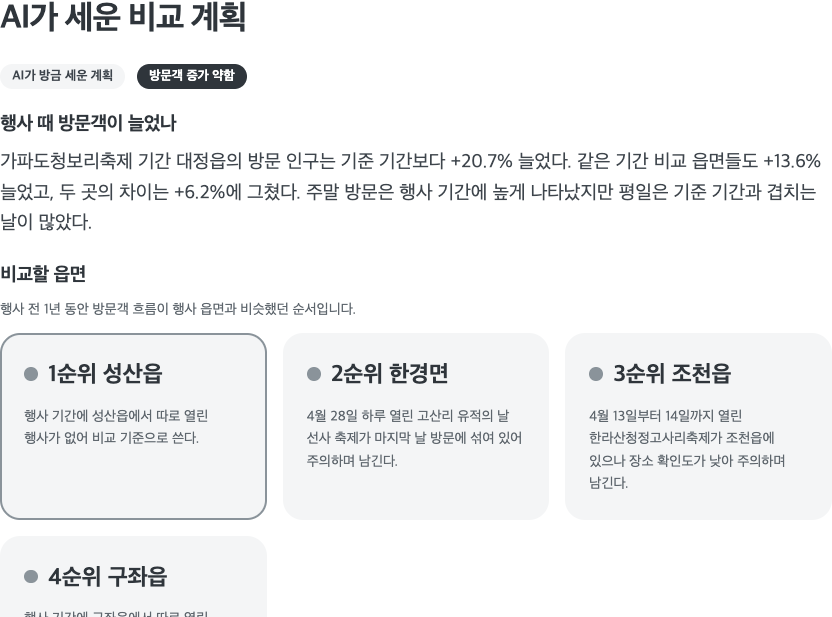 AI가 세운 비교 계획
AI가 방금 세운 계획
방문객 증가 약함
행사 때 방문객이 늘었나
가파도청보리축제 기간 대정읍의 방문 인구는 기준 기간보다 +20.7% 늘었다. 같은 기간 비교 읍면들도 +13.6%
늘었고, 두 곳의 차이는 +6.2%에 그쳤다. 주말 방문은 행사 기간에 높게 나타났지만 평일은 기준 기간과 겹치는
날이 많았다.
비교할 읍면
행사 전 1년 동안 방문객 흐름이 행사 읍면과 비슷했던 순서입니다.
1순위 성산읍
행사 기간에 성산읍에서 따로 열린
행사가 없어 비교 기준으로 쓴다.
2순위 한경면
4월 28일 하루 열린 고산리 유적의 날
선사 축제가 마지막 날 방문에 섞여 있어
주의하며 남긴다.
3순위 조천읍
4월 13일부터 14일까지 열린
한라산청정고사리축제가 조천읍에
있으나 장소 확인도가 낮아 주의하며
남긴다.
4순위 구좌읍
행사 기간에 구좌읍에서 따로 열린